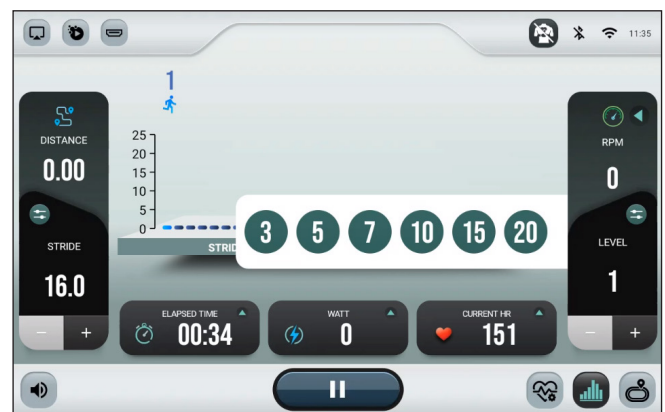 11:35
1
DISTANCE
0.00
RPM
0
25
20
15
10
5
0
STRID
3 5 7 10 15 20
STRIDE
16.0
- +
LEVEL
1
- +
ELAPSED TIME
00:34
WATT
0
CURRENT HR
151